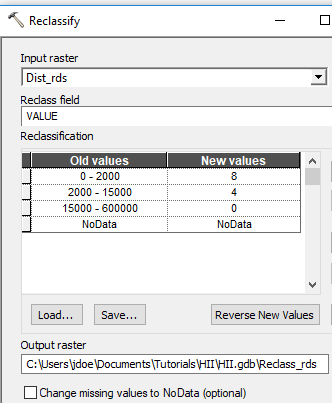 Reclassify
Input raster
Dist_rds
Reclass field
VALUE
Reclassification
Old values New values
0 - 2000 8
2000 - 15000 4
15000 - 600000 0
NoData NoData
Load... Save... Reverse New Values
Output raster
C:\Users\jdoe\Documents\Tutorials\HII\HII.gdb\Reclass_rds
Change missing values to NoData (optional)